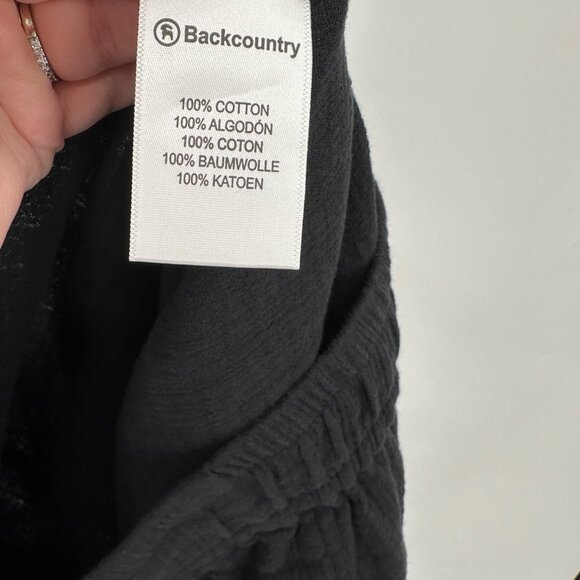 Backcountry
100% COTTON
100% ALGODÓN
100% COTON
100% BAUMWOLLE
100% KATOEN